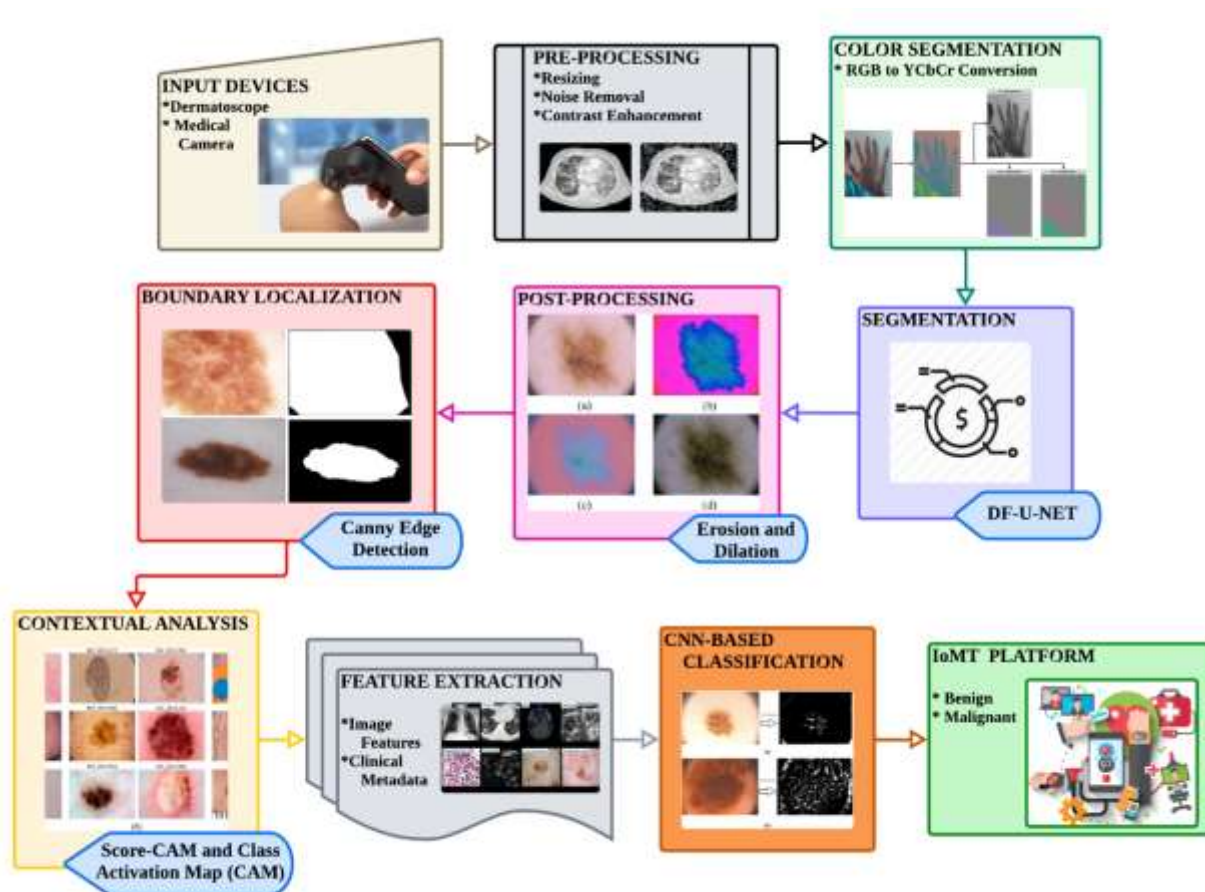 INPUT DEVICES
*Dermatoscope
* Medical
Camera
PRE-PROCESSING
*Resizing
*Noise Removal
*Contrast Enhancement
COLOR SEGMENTATION
* RGB to YCbCr Conversion
SEGMENTATION
$
DF-U-NET
POST-PROCESSING
(a)
(b)
(c)
(d)
Erosion and
Dilation
BOUNDARY LOCALIZATION
Canny Edge
Detection
CONTEXTUAL ANALYSIS
Score-CAM and Class
Activation Map (CAM)
FEATURE EXTRACTION
*Image
Features
*Clinical
Metadata
CNN-BASED
CLASSIFICATION
IoMT PLATFORM
* Benign
* Malignant